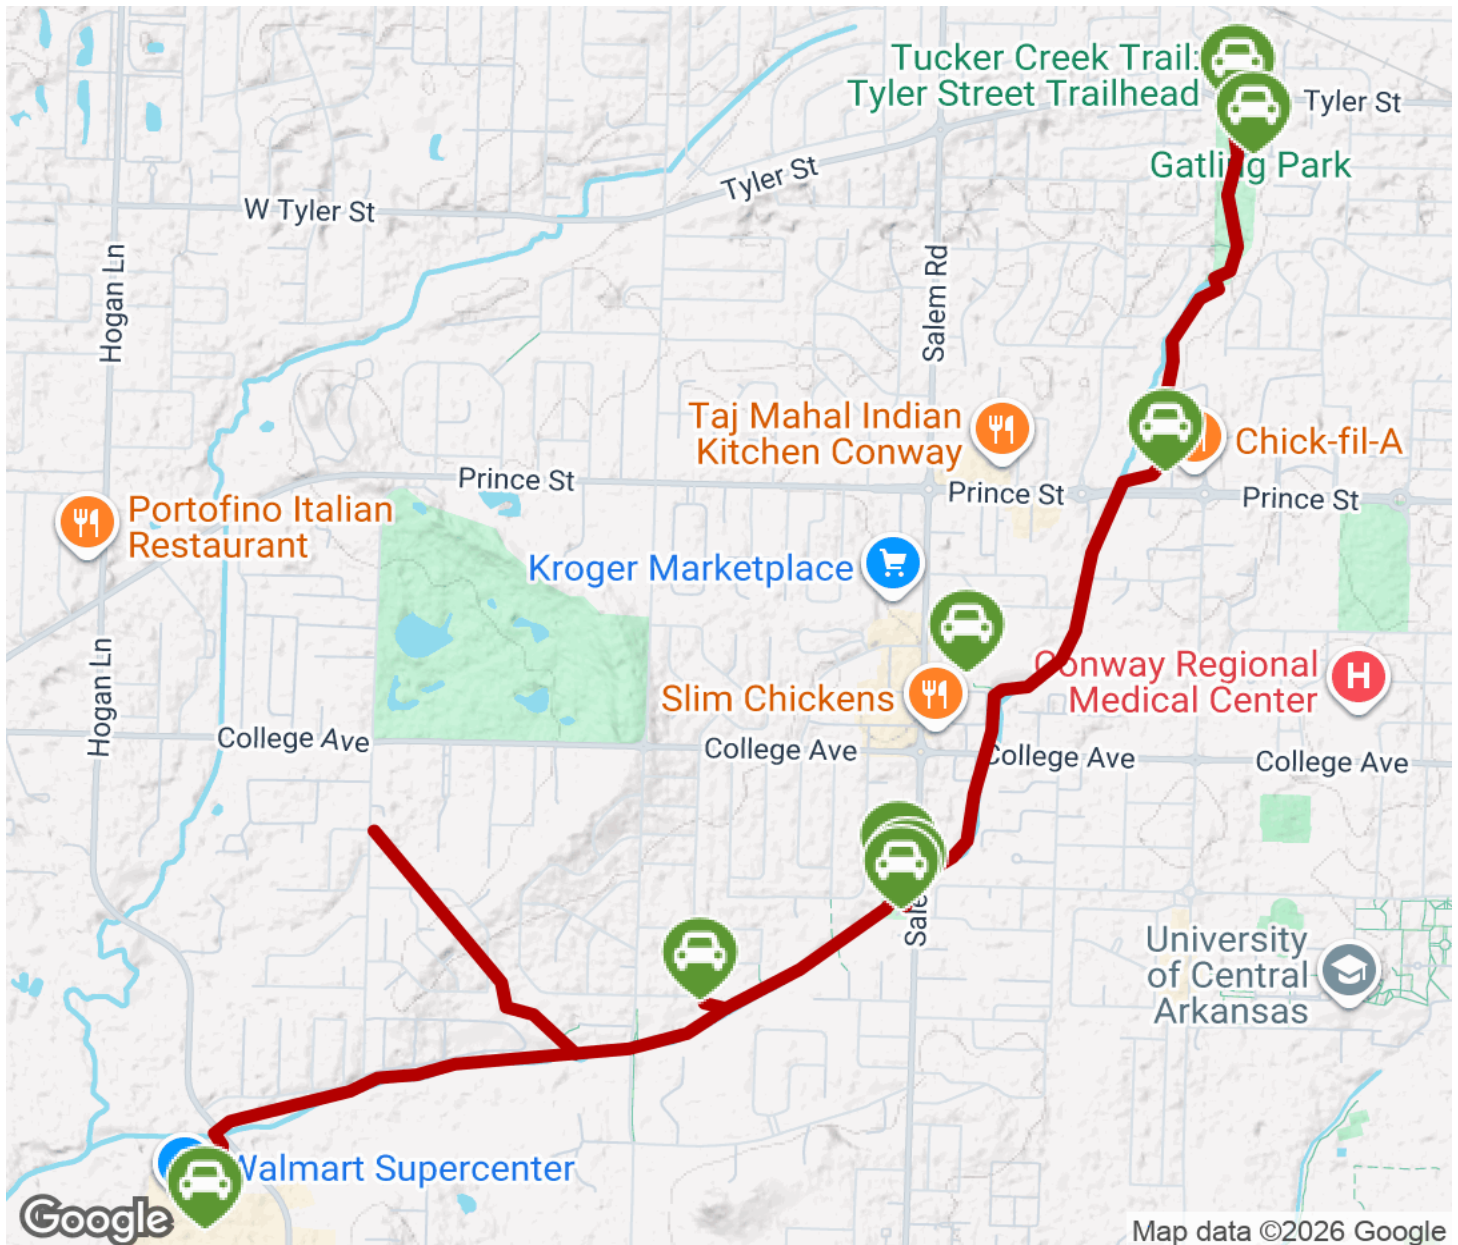 Tucker Creek Trail:
Tyler Street Trailhead
Tyler St
Gatling Park
Tyler St
W Tyler St
Hogan Ln
Salem Rd
Taj Mahal Indian
Kitchen Conway
Chick-fil-A
Prince St
Prince St
Prince St
Portofino Italian
Restaurant
Kroger Marketplace
Hogan Ln
Conway Regional
Medical Center
H
Slim Chickens
College Ave
College Ave
College Ave
College Ave
Sale
University
of Central
Arkansas
Walmart Supercenter
Google
Map data ©2026 Google